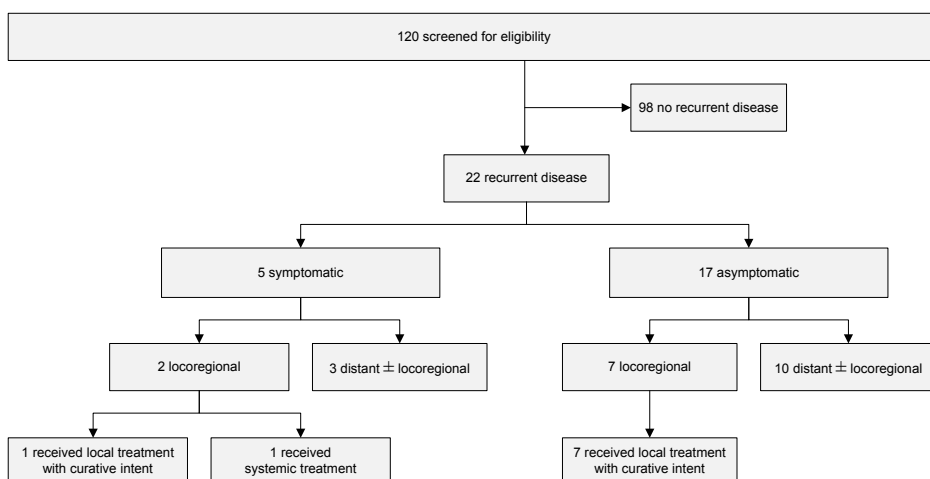 120 screened for eligibility
98 no recurrent disease
22 recurrent disease
5 symptomatic
17 asymptomatic
2 locoregional
3 distant ± locoregional
7 locoregional
10 distant ± locoregional
1 received local treatment
with curative intent
1 received
systemic treatment
7 received local treatment
with curative intent